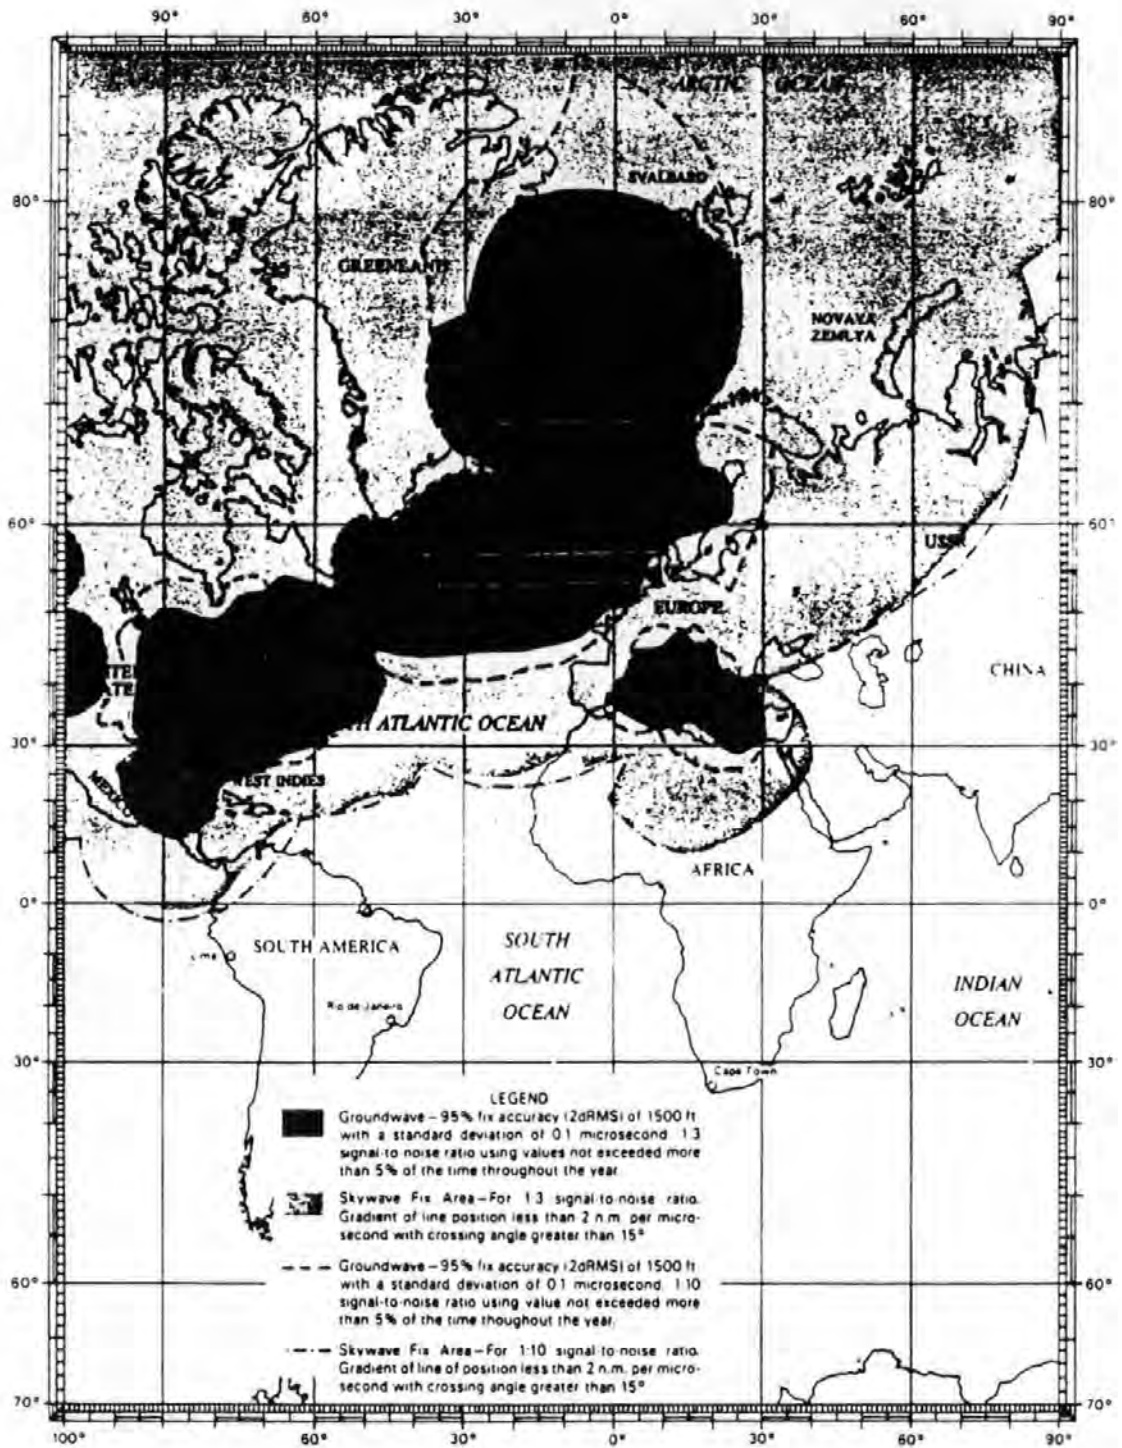 90° 60° 30° 0° 30° 60° 90°
ARCTIC OCEAN
SVALBARD
80° 80°
GREENLAND
NOVAYA
ZEMLYA
60° 60°
USSR
EUROPE
CHINA
NORTH ATLANTIC OCEAN
30° 30°
MEXICO
WEST INDIES
AFRICA
0° 0°
SOUTH AMERICA
SOUTH
ATLANTIC
OCEAN
INDIAN
OCEAN
Lima
Rio de Janeiro
30° 30°
Cape Town
LEGEND
Groundwave – 95% fix accuracy (2dRMS) of 1500 ft
with a standard deviation of 0.1 microsecond. 1:3
signal-to noise ratio using values not exceeded more
than 5% of the time throughout the year.
Skywave Fix Area – For 1:3 signal-to-noise ratio.
Gradient of line position less than 2 n.m. per micro-
second with crossing angle greater than 15°
Groundwave – 95% fix accuracy (2dRMS) of 1500 ft
with a standard deviation of 0.1 microsecond. 1:10
signal-to-noise ratio using value not exceeded more
than 5% of the time thoughout the year.
Skywave Fix Area – For 1:10 signal-to-noise ratio.
Gradient of line of position less than 2 n.m. per micro-
second with crossing angle greater than 15°
60° 60°
70° 70°
100° 90° 60° 30° 0° 30° 60° 90°